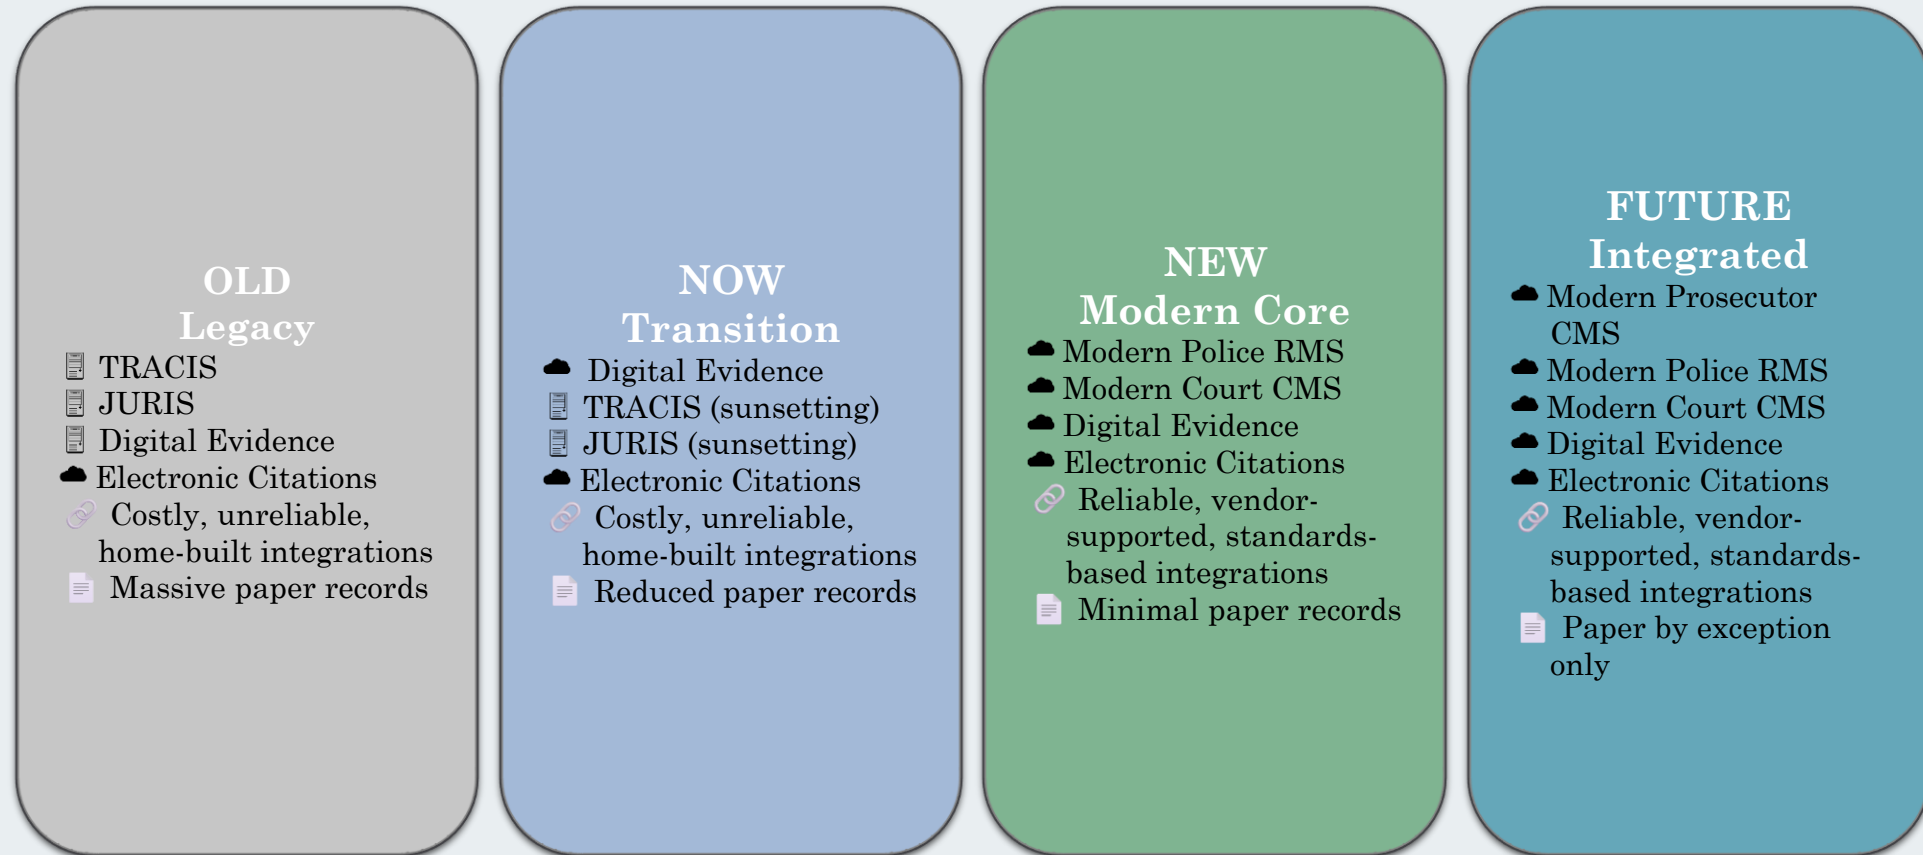 OLD
Legacy
TRACIS
JURIS
Digital Evidence
Electronic Citations
Costly, unreliable,
home-built integrations
Massive paper records
NOW
Transition
Digital Evidence
TRACIS (sunsetting)
JURIS (sunsetting)
Electronic Citations
Costly, unreliable,
home-built integrations
Reduced paper records
NEW
Modern Core
Modern Police RMS
Modern Court CMS
Digital Evidence
Electronic Citations
Reliable, vendor-
supported, standards-
based integrations
Minimal paper records
FUTURE
Integrated
Modern Prosecutor
CMS
Modern Police RMS
Modern Court CMS
Digital Evidence
Electronic Citations
Reliable, vendor-
supported, standards-
based integrations
Paper by exception
only